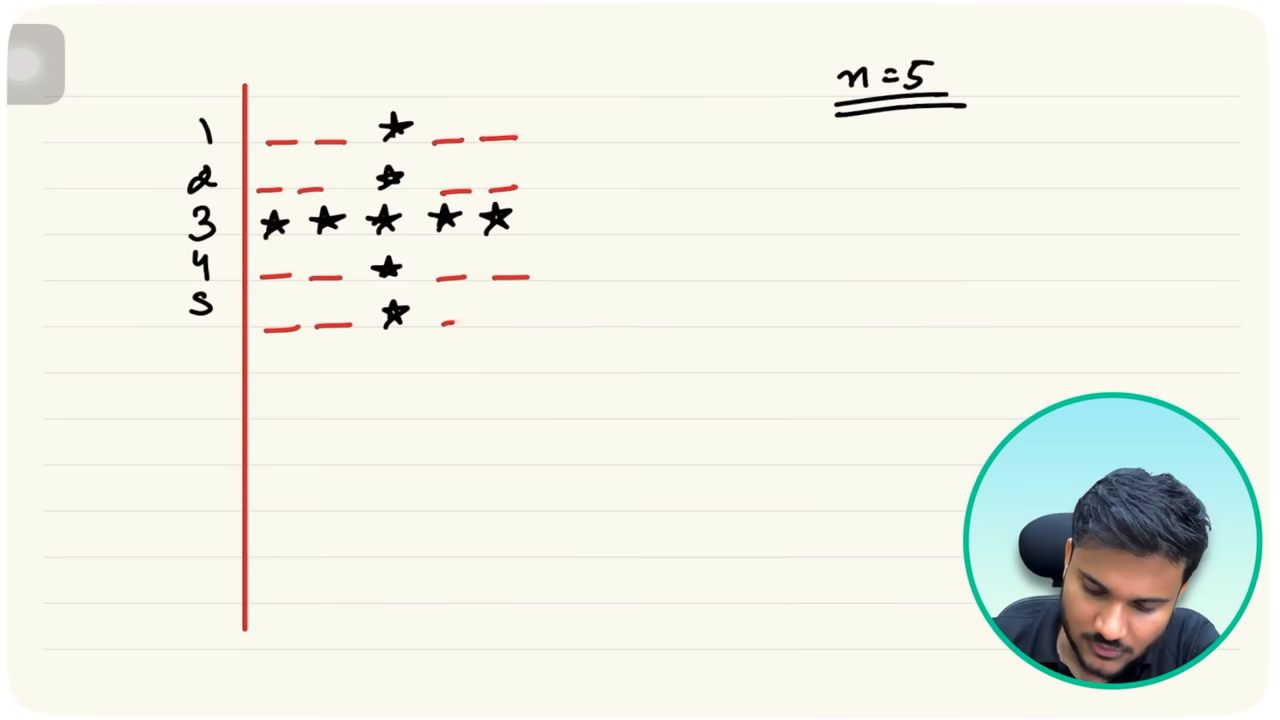 n=5
1 _ _ ★ _ _
2 _ _ ★ _ _
3 ★ ★ ★ ★ ★
4 _ _ ★ _ _
5 _ _ ★ _